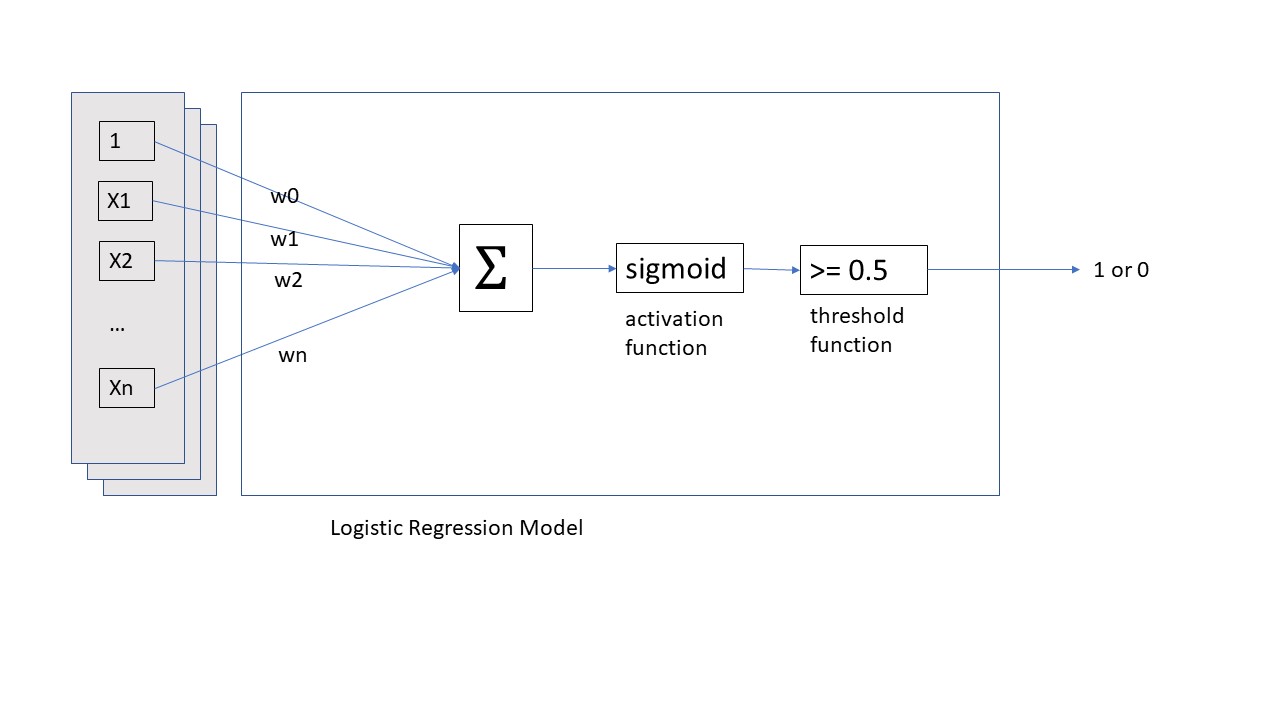 1
X1
X2
...
Xn
w0
w1
w2
wn
Σ
sigmoid
activation
function
>= 0.5
threshold
function
1 or 0
Logistic Regression Model